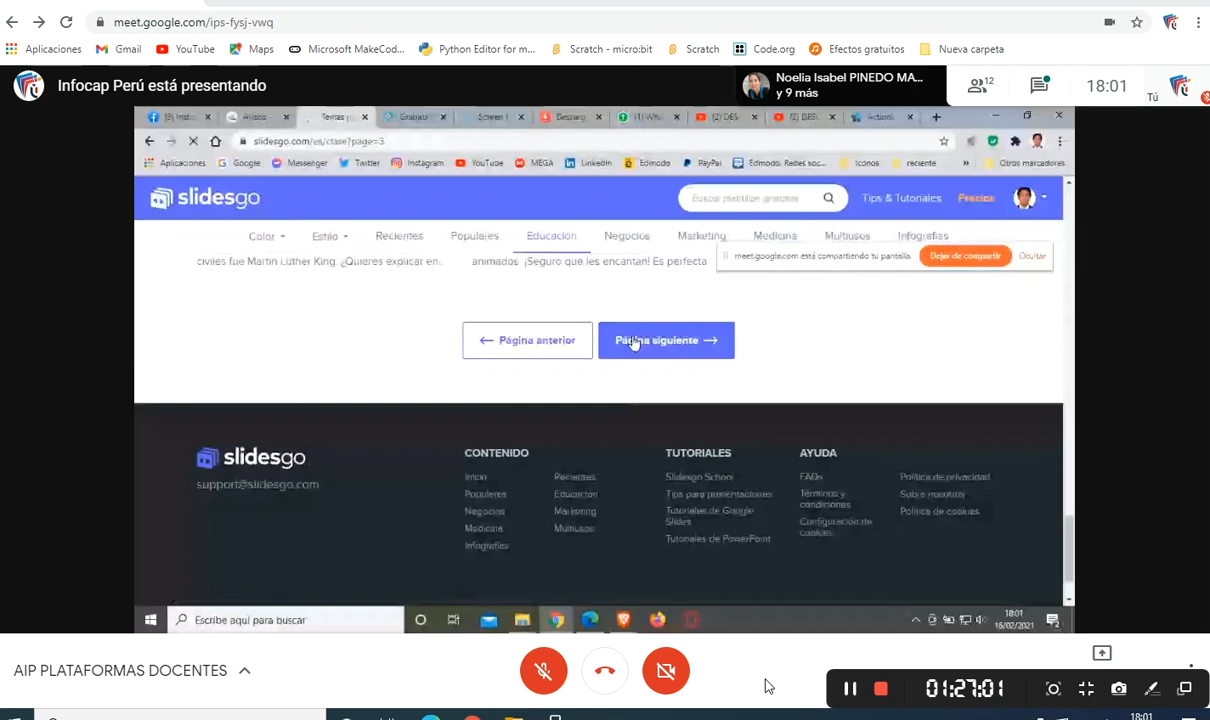 meet.google.com/ips-fysj-vwq
Aplicaciones Gmail YouTube Maps Microsoft MakeCod... Python Editor for m... Scratch - micro:bit Scratch Code.org Efectos gratuitos Nueva carpeta
Infocap Perú está presentando
Noelia Isabel PINEDO MA...
y 9 más
12
18:01
Tú
slidesgo.com/es/clase?page=3
Aplicaciones Google Messenger Twitter Instagram YouTube MEGA LinkedIn Edmodo PayPal Edmodo. Redes soc... Iconos reciente » Otros marcadores
slidesgo
Buscar plantillas gratuitas
Tips & Tutoriales
Precios
Color Estilo Recientes Populares Educación Negocios Marketing Medicina Multiusos Infografías
civiles fue Martin Luther King. ¿Quieres explicar en...
animados ¡Seguro que les encantan! Es perfecta
meet.google.com está compartiendo tu pantalla
Dejar de compartir
Ocultar
← Página anterior
Página siguiente →
slidesgo
support@slidesgo.com
CONTENIDO
Inicio
Populares
Negocios
Medicina
Infografías
Recientes
Educación
Marketing
Multiusos
TUTORIALES
Slidesgo School
Tips para presentaciones
Tutoriales de Google
Slides
Tutoriales de PowerPoint
AYUDA
FAQs
Términos y
condiciones
Configuración de
cookies
Política de privacidad
Sobre nosotros
Política de cookies
Escribe aquí para buscar
18:01
16/02/2021
AIP PLATAFORMAS DOCENTES
01:27:01
18:01